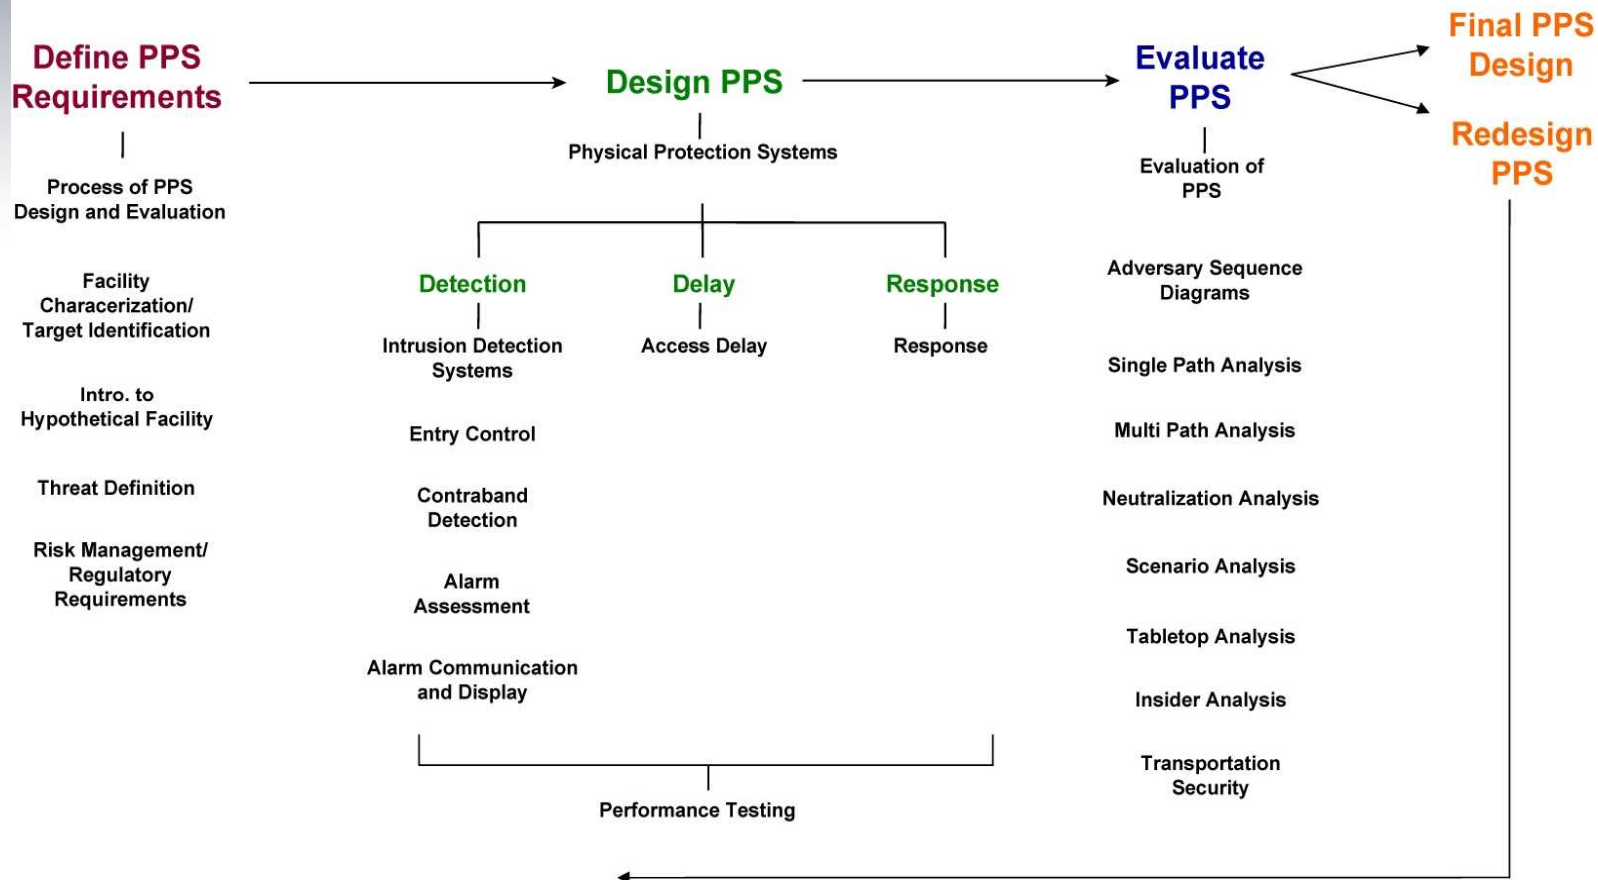 Define PPS
Requirements
Process of PPS
Design and Evaluation
Facility
Characerization/
Target Identification
Intro. to
Hypothetical Facility
Threat Definition
Risk Management/
Regulatory
Requirements
Design PPS
Physical Protection Systems
Detection
Intrusion Detection
Systems
Entry Control
Contraband
Detection
Alarm
Assessment
Alarm Communication
and Display
Delay
Access Delay
Response
Response
Performance Testing
Evaluate
PPS
Evaluation of
PPS
Adversary Sequence
Diagrams
Single Path Analysis
Multi Path Analysis
Neutralization Analysis
Scenario Analysis
Tabletop Analysis
Insider Analysis
Transportation
Security
Final PPS
Design
Redesign
PPS